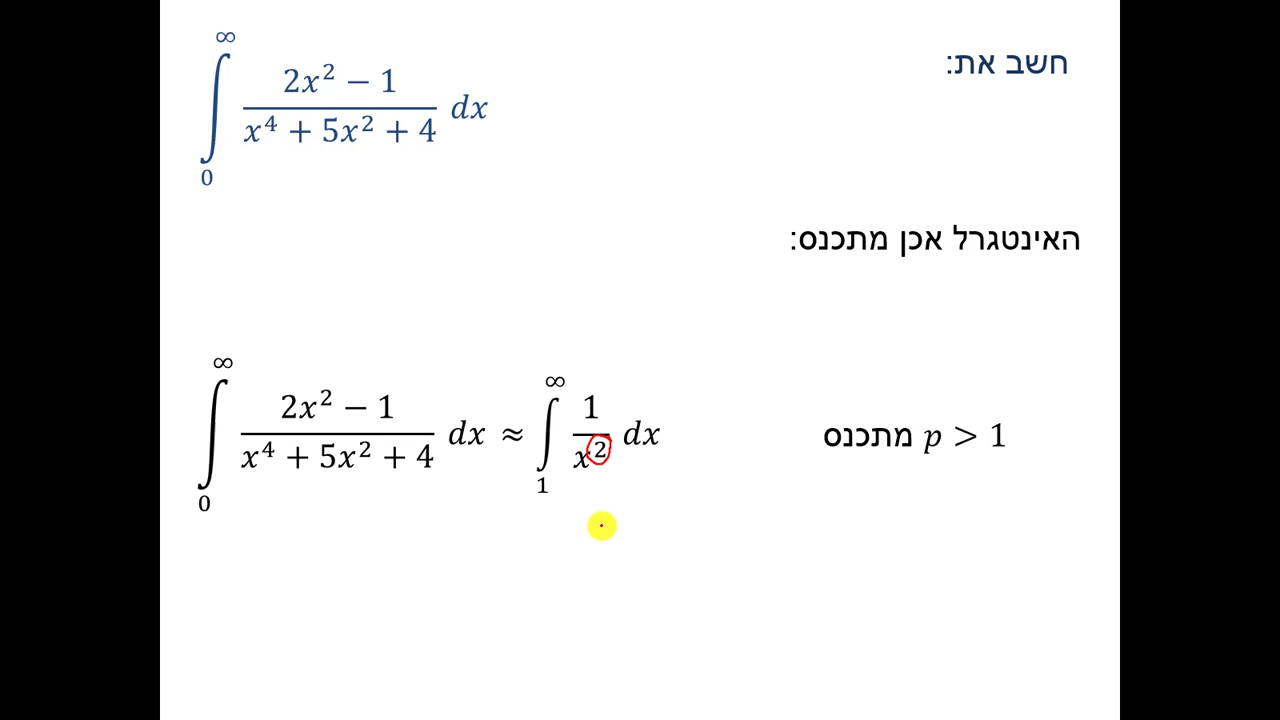 חשב את:
∫₀^∞ (2x² − 1)/(x⁴ + 5x² + 4) dx
האינטגרל אכן מתכנס:
∫₀^∞ (2x² − 1)/(x⁴ + 5x² + 4) dx ≈ ∫₁^∞ 1/x² dx
מתכנס p > 1